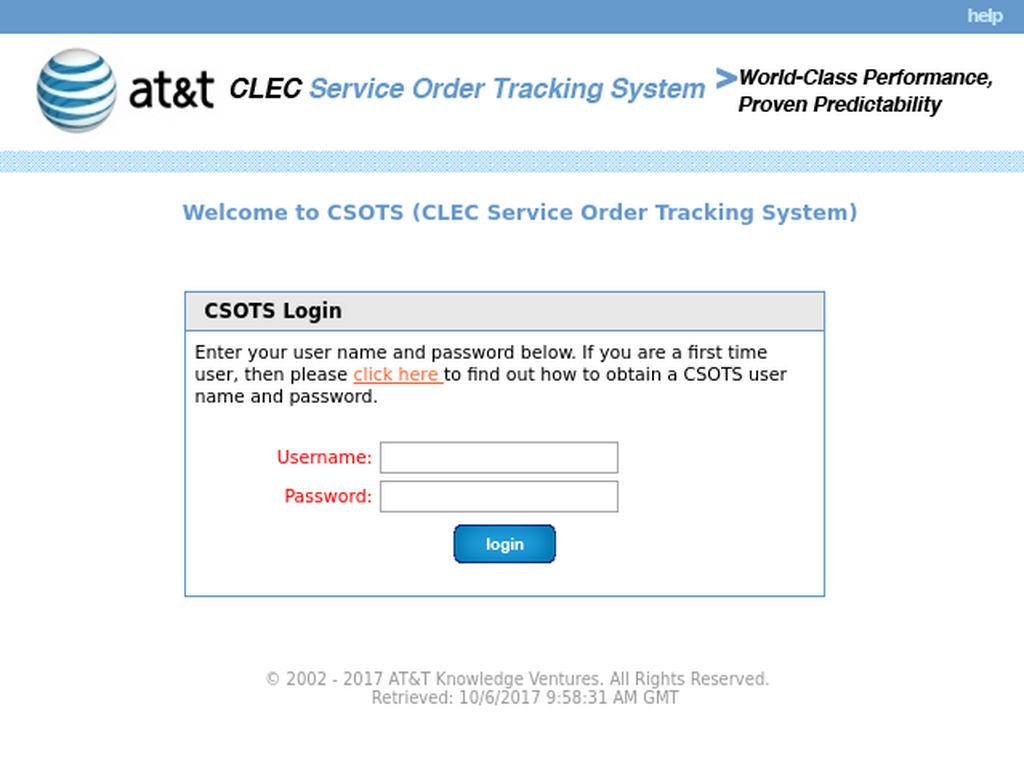 help
at&t CLEC Service Order Tracking System > World-Class Performance,
Proven Predictability
Welcome to CSOTS (CLEC Service Order Tracking System)
CSOTS Login
Enter your user name and password below. If you are a first time
user, then please click here to find out how to obtain a CSOTS user
name and password.
Username:
Password:
login
© 2002 - 2017 AT&T Knowledge Ventures. All Rights Reserved.
Retrieved: 10/6/2017 9:58:31 AM GMT